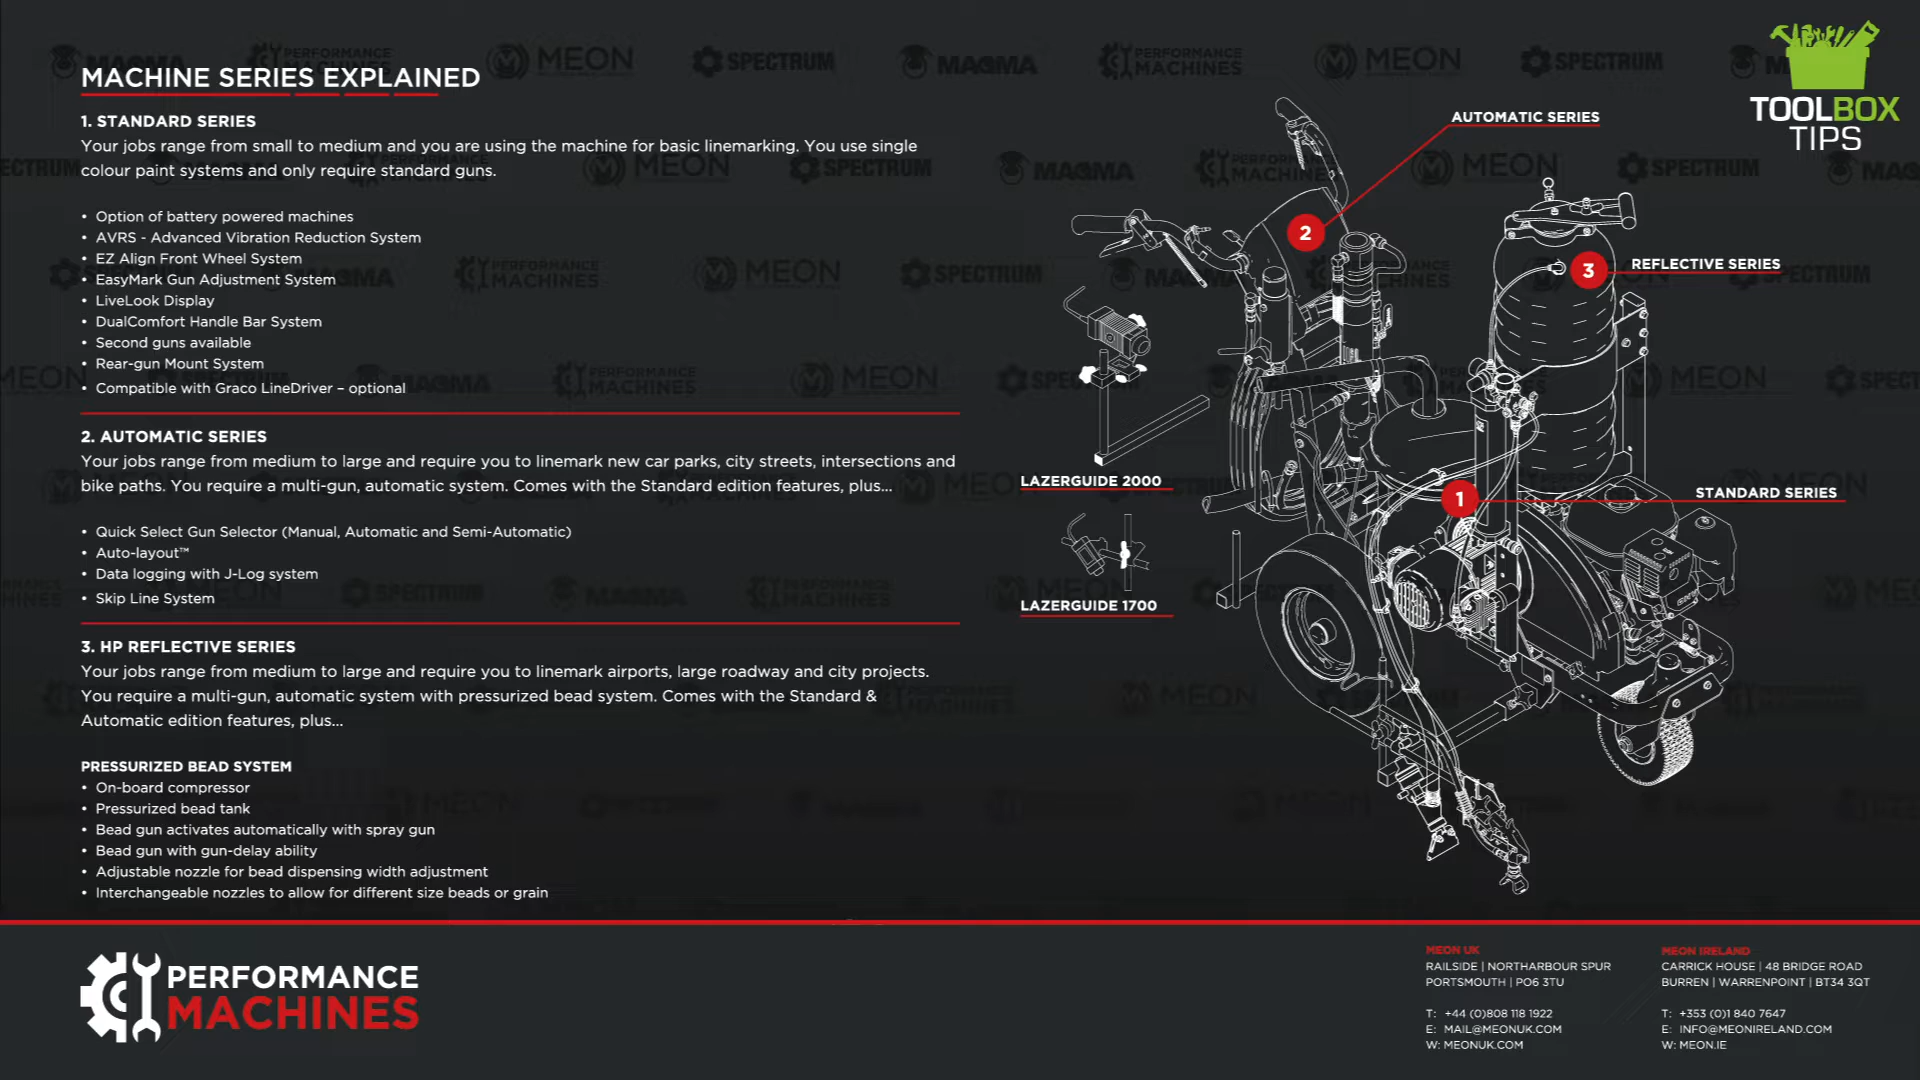 MACHINE SERIES EXPLAINED
1. STANDARD SERIES
Your jobs range from small to medium and you are using the machine for basic linemarking. You use single
colour paint systems and only require standard guns.
• Option of battery powered machines
• AVRS - Advanced Vibration Reduction System
• EZ Align Front Wheel System
• EasyMark Gun Adjustment System
• LiveLook Display
• DualComfort Handle Bar System
• Second guns available
• Rear-gun Mount System
• Compatible with Graco LineDriver – optional
2. AUTOMATIC SERIES
Your jobs range from medium to large and require you to linemark new car parks, city streets, intersections and
bike paths. You require a multi-gun, automatic system. Comes with the Standard edition features, plus...
• Quick Select Gun Selector (Manual, Automatic and Semi-Automatic)
• Auto-layout™
• Data logging with J-Log system
• Skip Line System
3. HP REFLECTIVE SERIES
Your jobs range from medium to large and require you to linemark airports, large roadway and city projects.
You require a multi-gun, automatic system with pressurized bead system. Comes with the Standard &
Automatic edition features, plus...
PRESSURIZED BEAD SYSTEM
• On-board compressor
• Pressurized bead tank
• Bead gun activates automatically with spray gun
• Bead gun with gun-delay ability
• Adjustable nozzle for bead dispensing width adjustment
• Interchangeable nozzles to allow for different size beads or grain
TOOLBOX
TIPS
AUTOMATIC SERIES
2
3
REFLECTIVE SERIES
LAZERGUIDE 2000
1
STANDARD SERIES
LAZERGUIDE 1700
PERFORMANCE
MACHINES
MEON UK
RAILSIDE | NORTHARBOUR SPUR
PORTSMOUTH | PO6 3TU
T: +44 (0)808 118 1922
E: MAIL@MEONUK.COM
W: MEONUK.COM
MEON IRELAND
CARRICK HOUSE | 48 BRIDGE ROAD
BURREN | WARRENPOINT | BT34 3QT
T: +353 (0)1 840 7647
E: INFO@MEONIRELAND.COM
W: MEON.IE